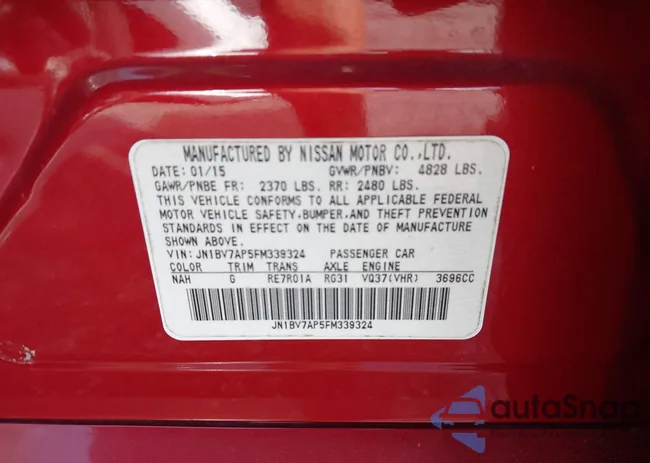 MANUFACTURED BY NISSAN MOTOR CO.,LTD.
DATE: 01/15 GVWR/PNBV: 4828 LBS.
GAWR/PNBE FR: 2370 LBS. RR: 2480 LBS.
THIS VEHICLE CONFORMS TO ALL APPLICABLE FEDERAL
MOTOR VEHICLE SAFETY,BUMPER,AND THEFT PREVENTION
STANDARDS IN EFFECT ON THE DATE OF MANUFACTURE
SHOWN ABOVE.
VIN: JN1BV7AP5FM339324 PASSENGER CAR
COLOR TRIM TRANS AXLE ENGINE
NAH G RE7R01A RG31 VQ37(VHR) 3696CC
JN1BV7AP5FM339324
autoSnap